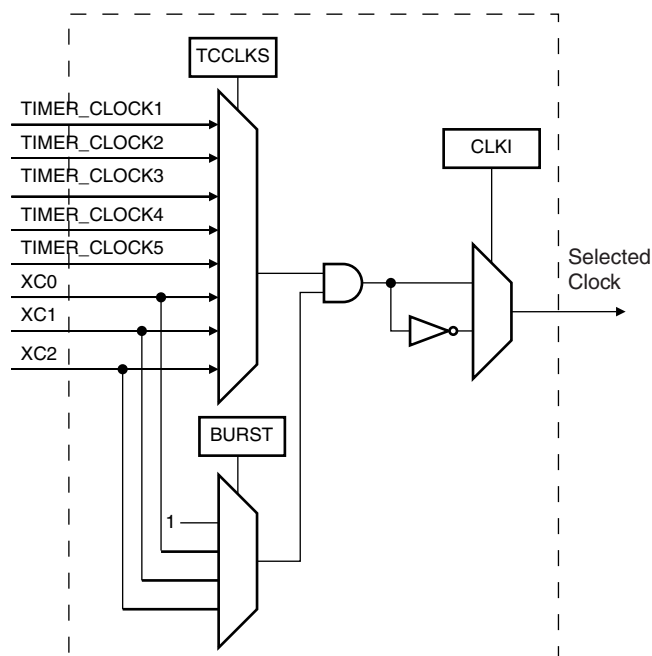 TCCLKS
TIMER_CLOCK1
TIMER_CLOCK2
TIMER_CLOCK3
TIMER_CLOCK4
TIMER_CLOCK5
XC0
XC1
XC2
CLKI
Selected
Clock
BURST
1